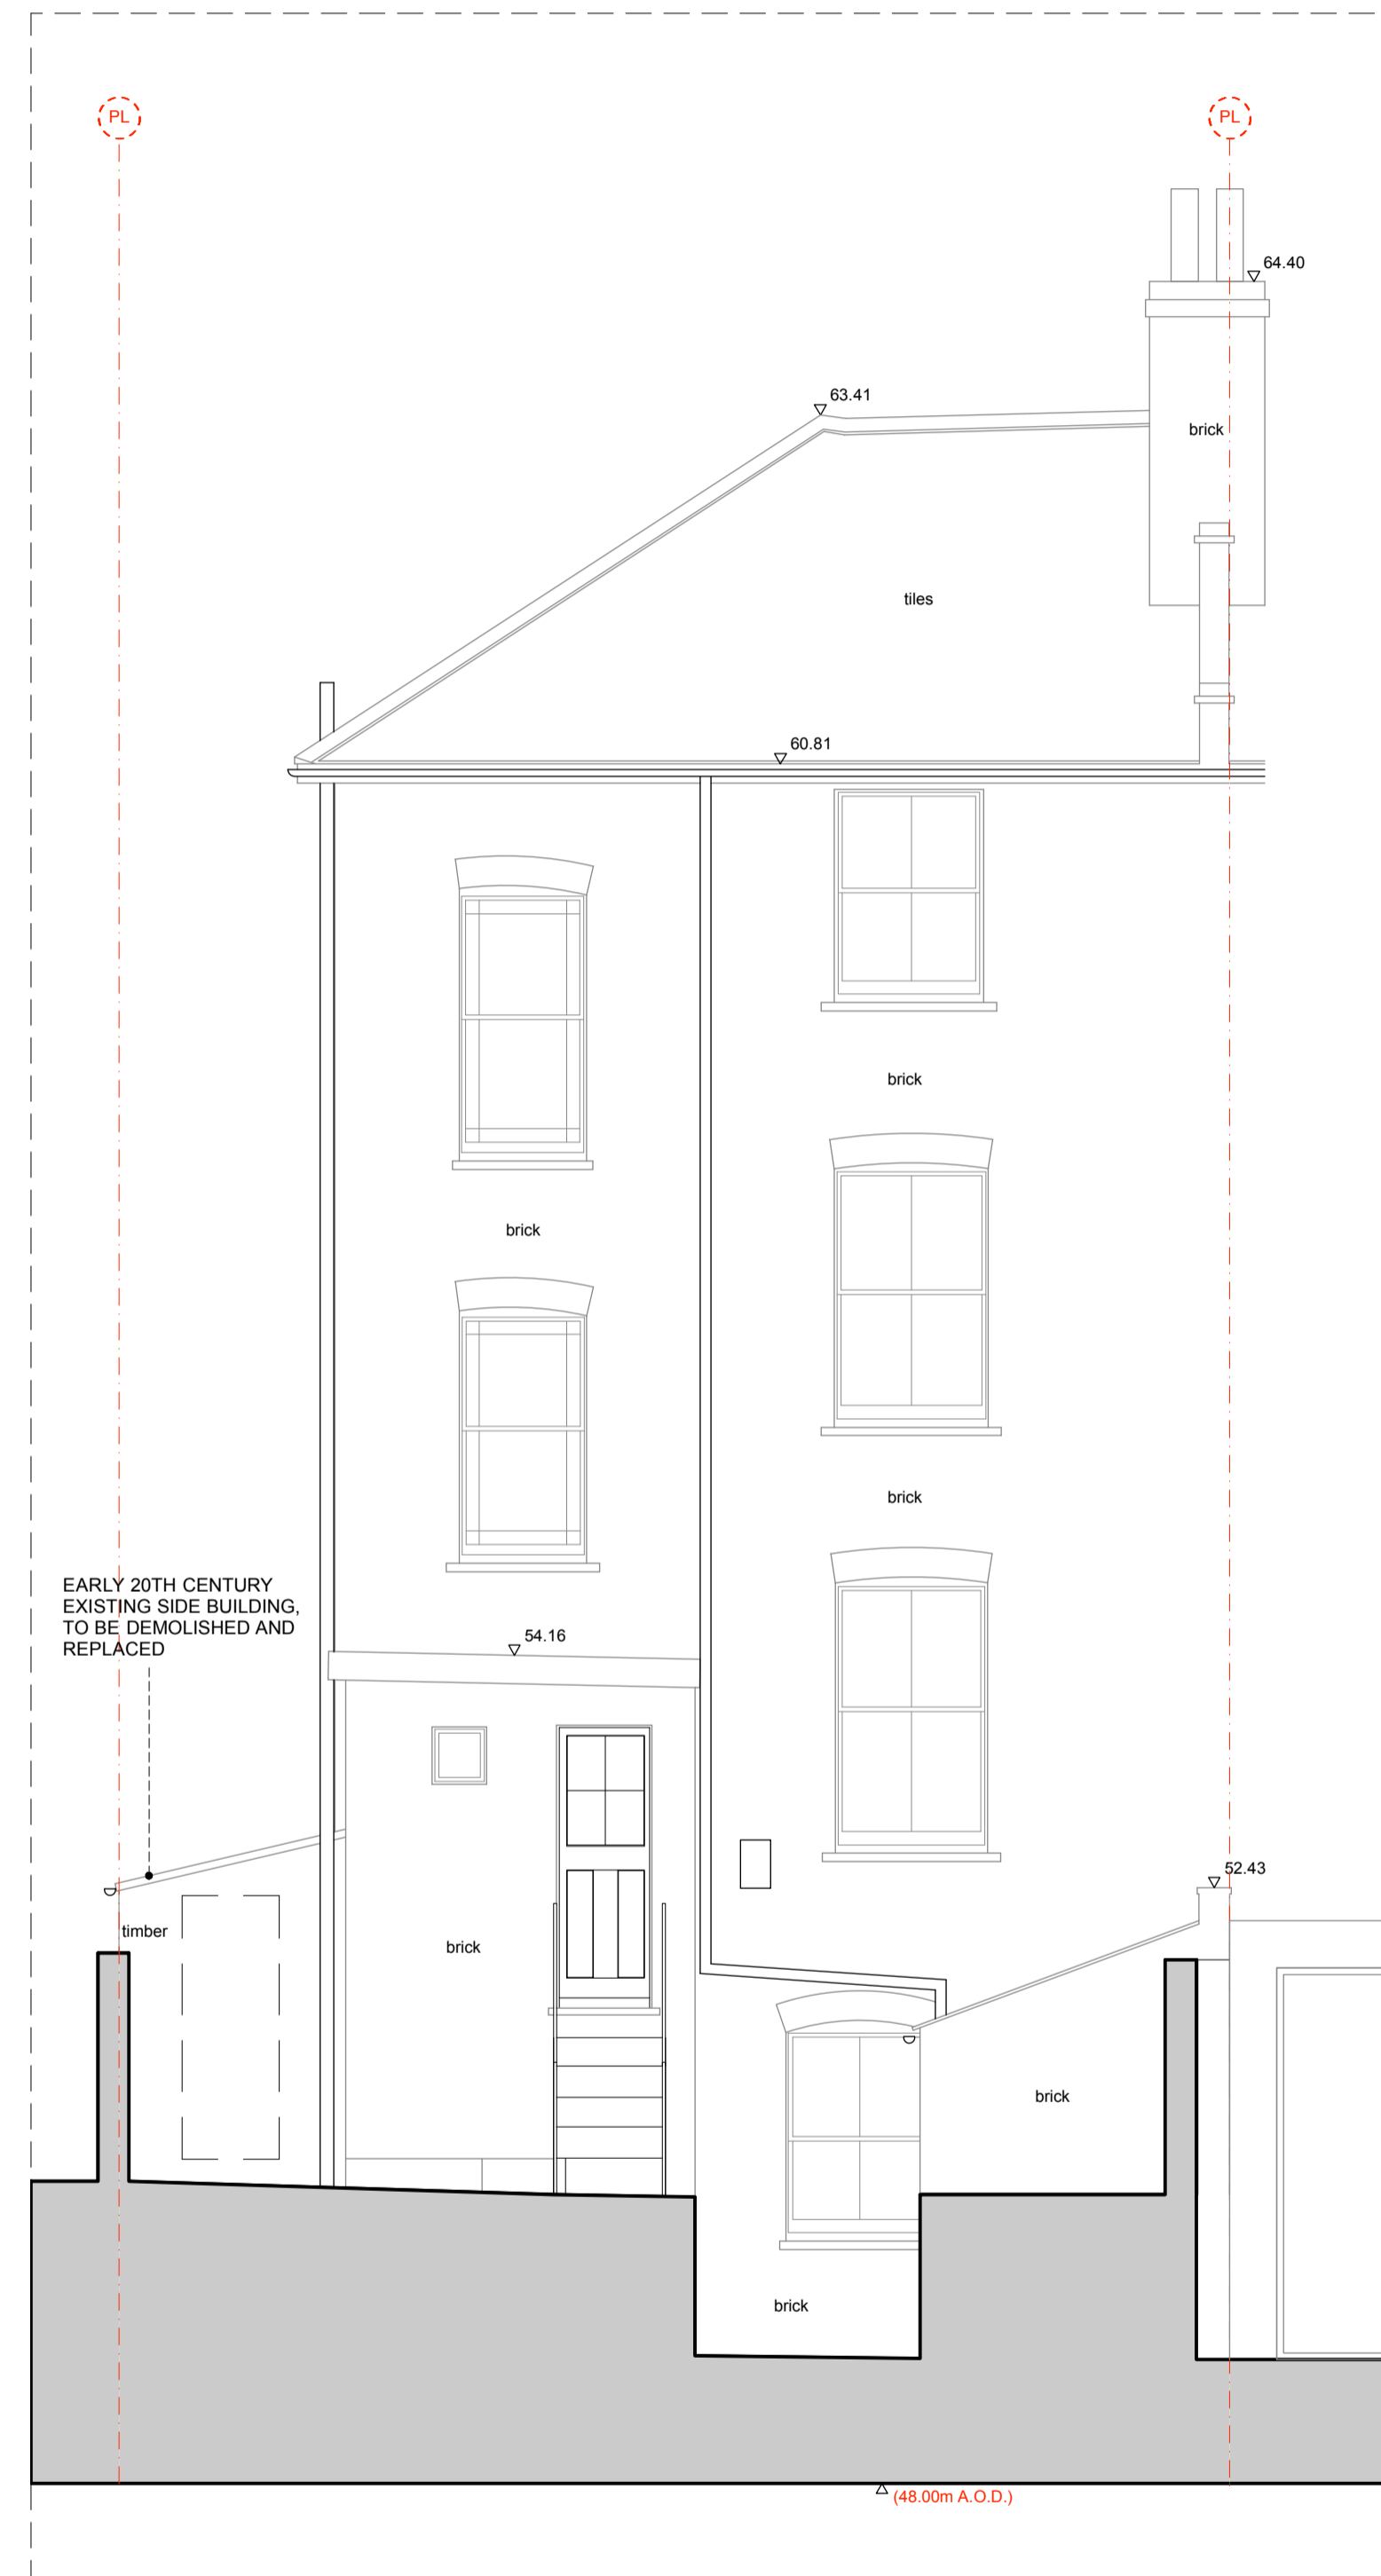 PL
PL
64.40
63.41
brick
tiles
60.81
brick
brick
brick
EARLY 20TH CENTURY
EXISTING SIDE BUILDING,
TO BE DEMOLISHED AND
REPLACED
54.16
52.43
timber
brick
brick
brick
(48.00m A.O.D.)